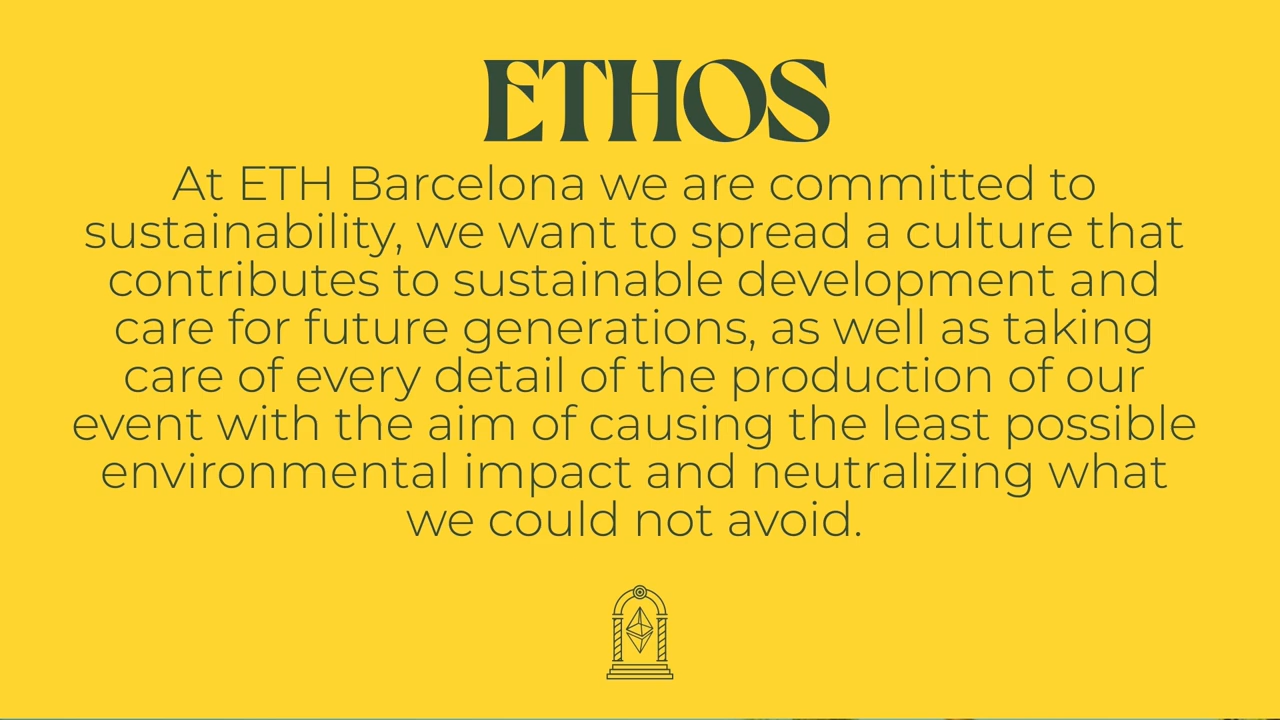 ETHOS
At ETH Barcelona we are committed to
sustainability, we want to spread a culture that
contributes to sustainable development and
care for future generations, as well as taking
care of every detail of the production of our
event with the aim of causing the least possible
environmental impact and neutralizing what
we could not avoid.